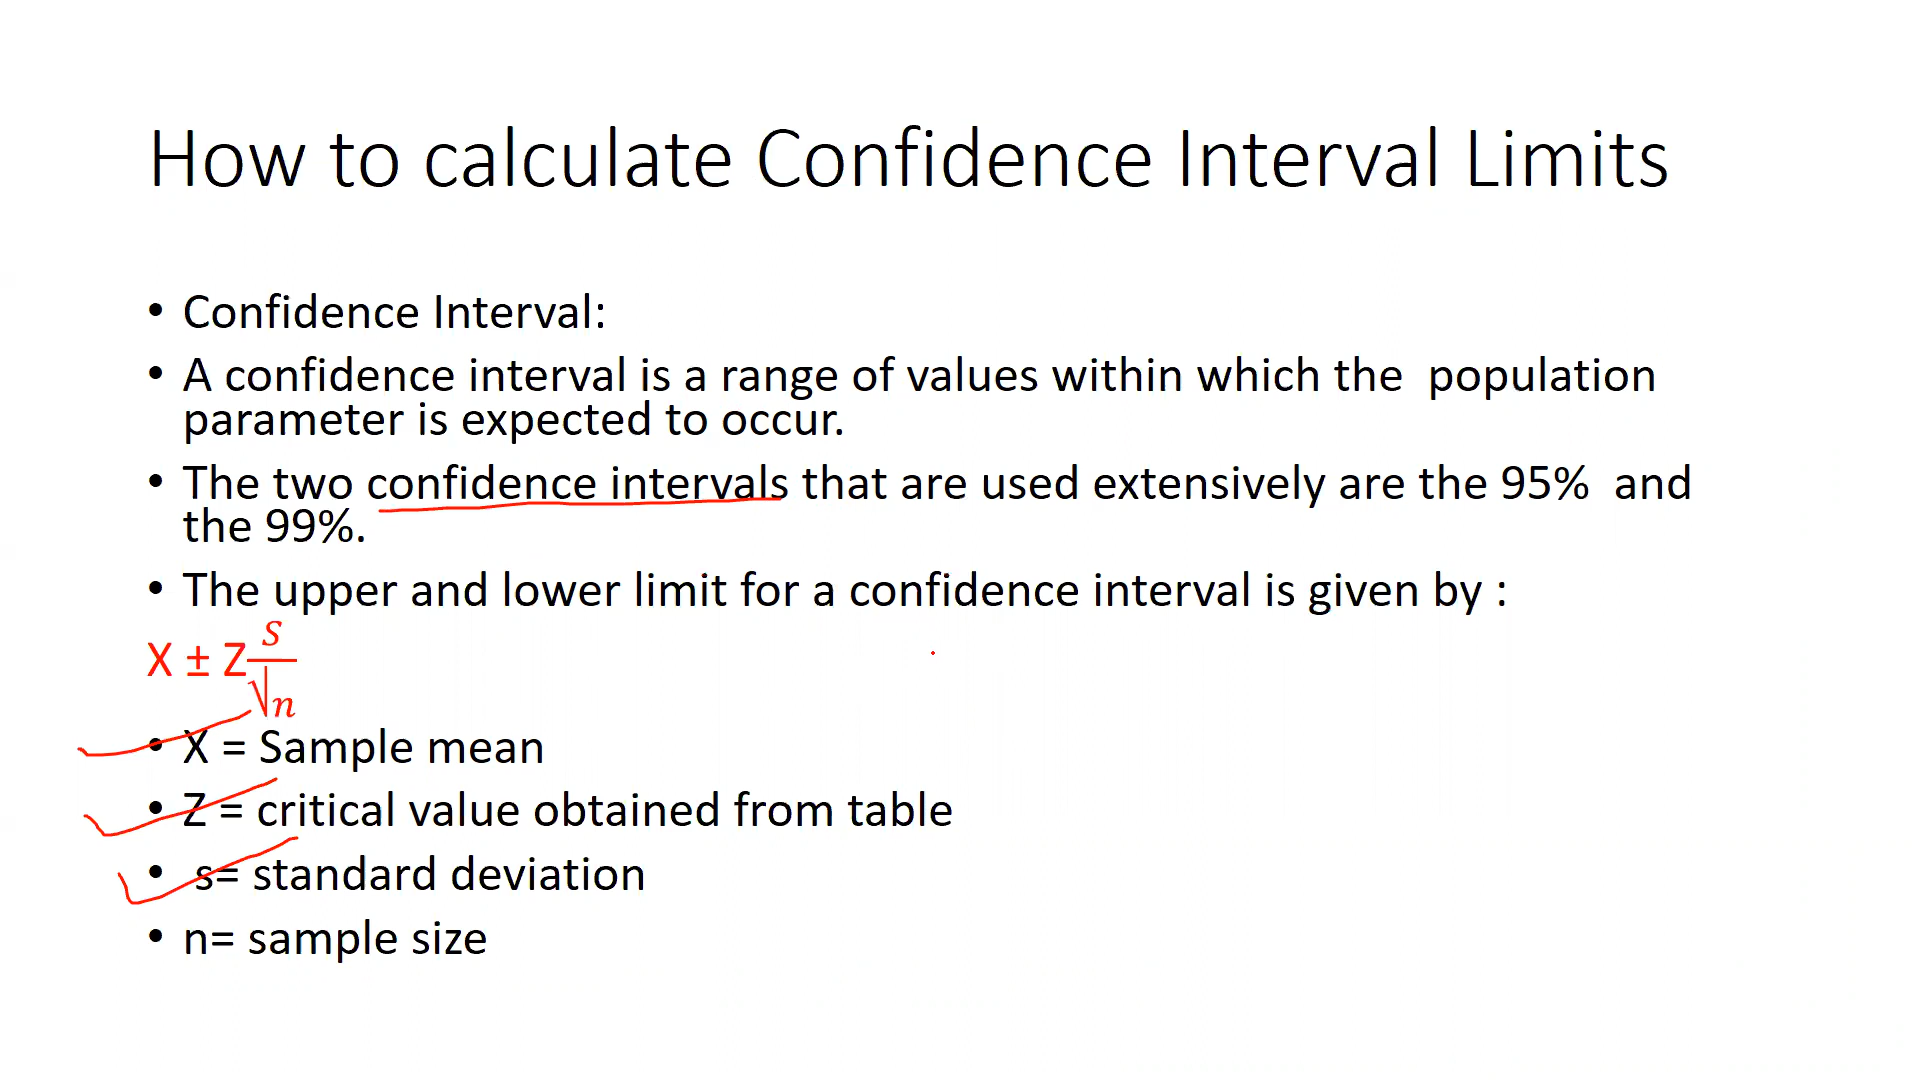 How to calculate Confidence Interval Limits
• Confidence Interval:
• A confidence interval is a range of values within which the population
parameter is expected to occur.
• The two confidence intervals that are used extensively are the 95% and
the 99%.
• The upper and lower limit for a confidence interval is given by :
X ± Z s/√n
• X = Sample mean
• Z = critical value obtained from table
• s= standard deviation
• n= sample size